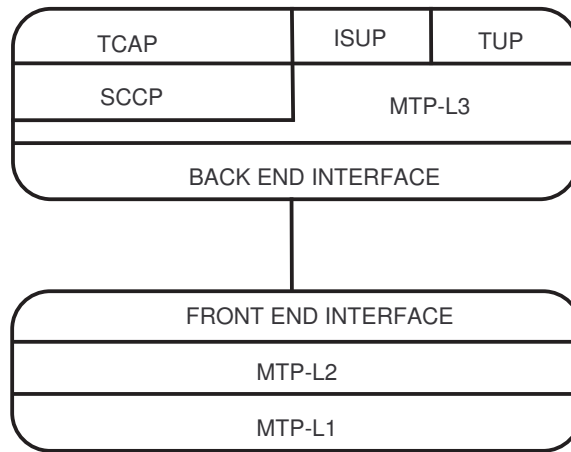 TCAP ISUP TUP
SCCP
MTP-L3
BACK END INTERFACE
FRONT END INTERFACE
MTP-L2
MTP-L1